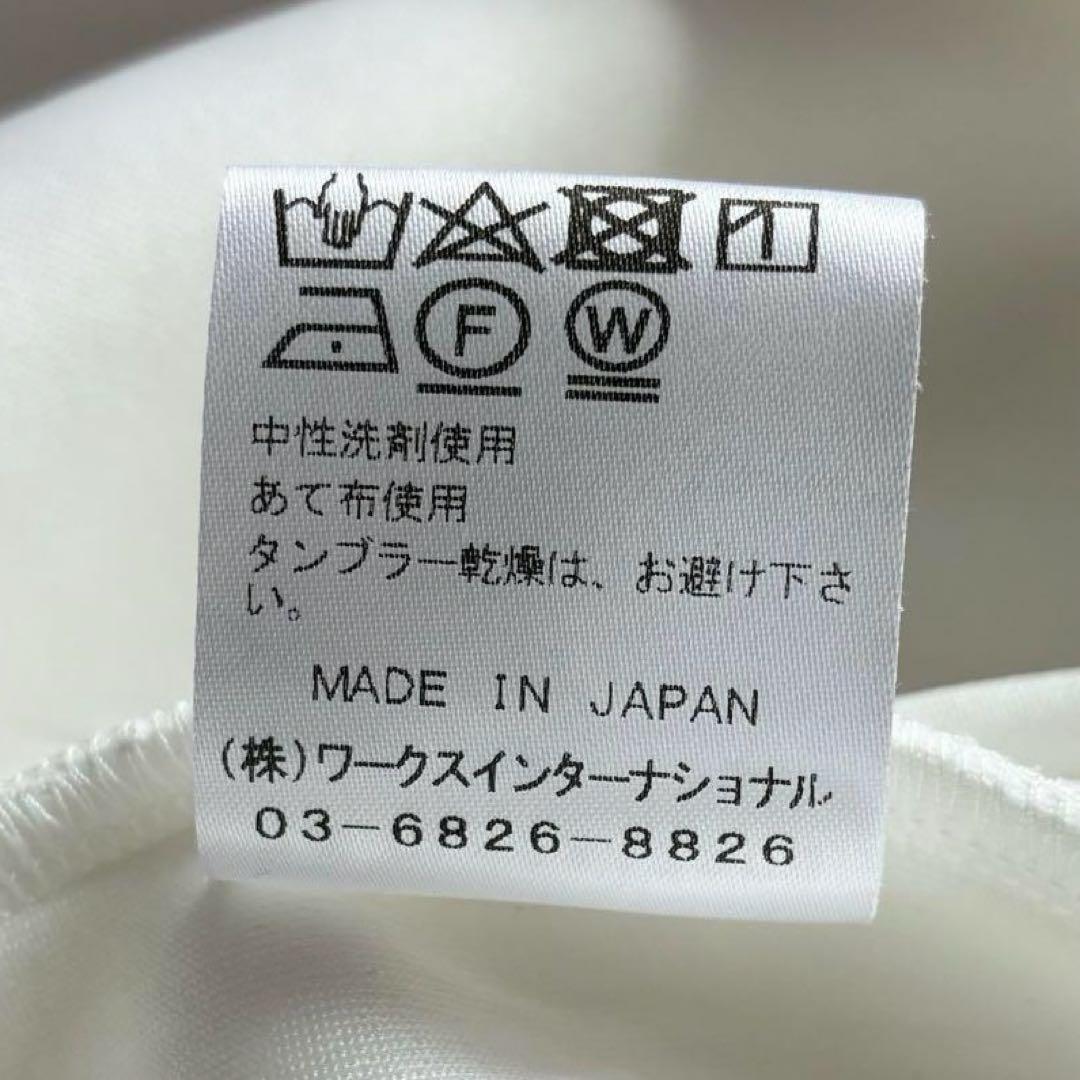 F W
中性洗剤使用
あて布使用
タンブラー乾燥は、お避け下さ
い。
MADE IN JAPAN
(株)ワークスインターナショナル
03-6826-8826